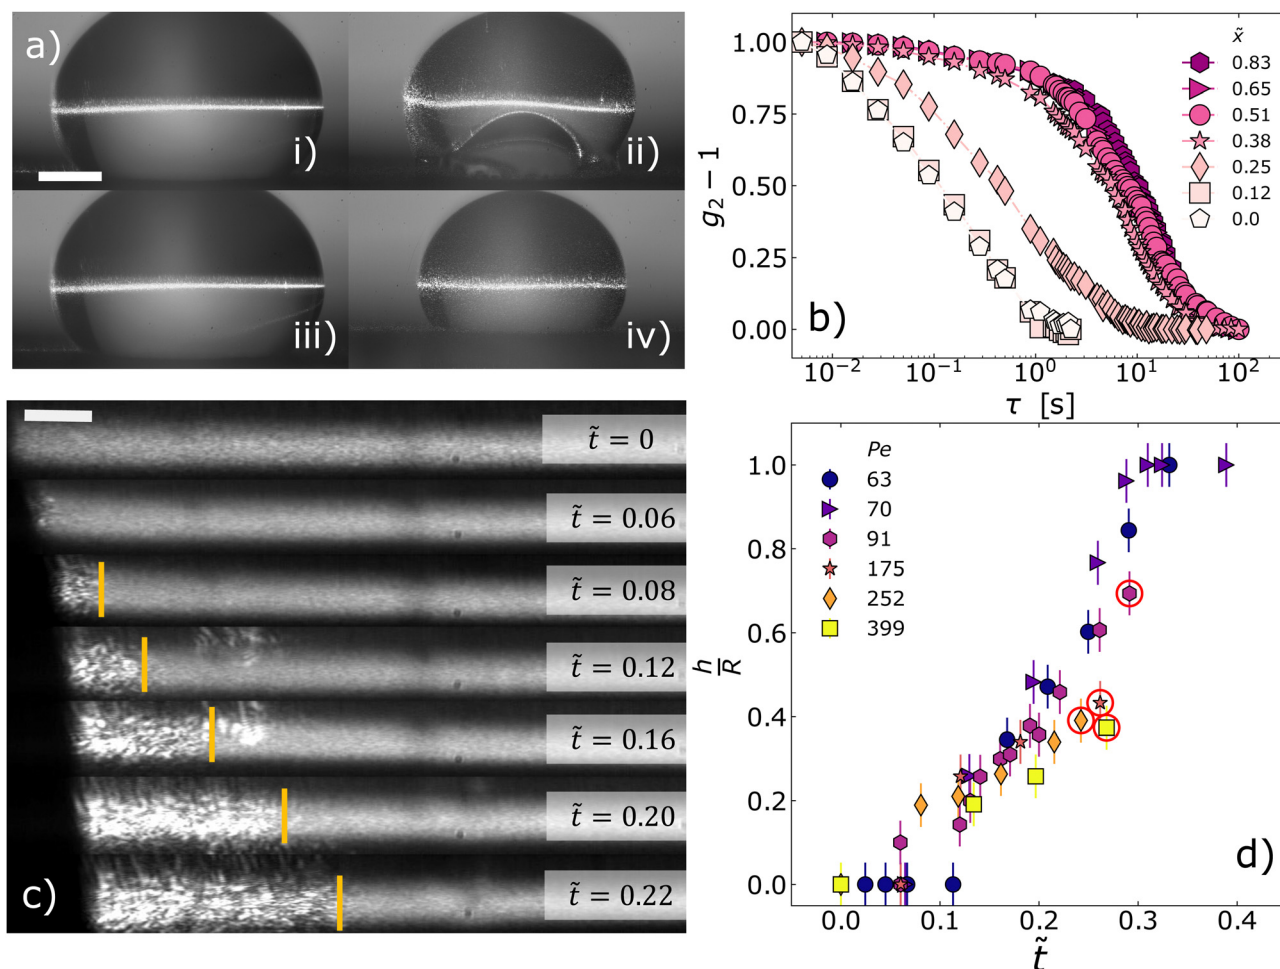 a)
i)
ii)
iii)
iv)
g₂ − 1
1.00
0.75
0.50
0.25
0.00
x̃
0.83
0.65
0.51
0.38
0.25
0.12
0.0
b)
10⁻² 10⁻¹ 10⁰ 10¹ 10²
τ [s]
t̃ = 0
t̃ = 0.06
t̃ = 0.08
t̃ = 0.12
t̃ = 0.16
t̃ = 0.20
t̃ = 0.22
c)
h/R
1.0
0.8
0.6
0.4
0.2
0.0
Pe
63
70
91
175
252
399
d)
0.0 0.1 0.2 0.3 0.4
t̃